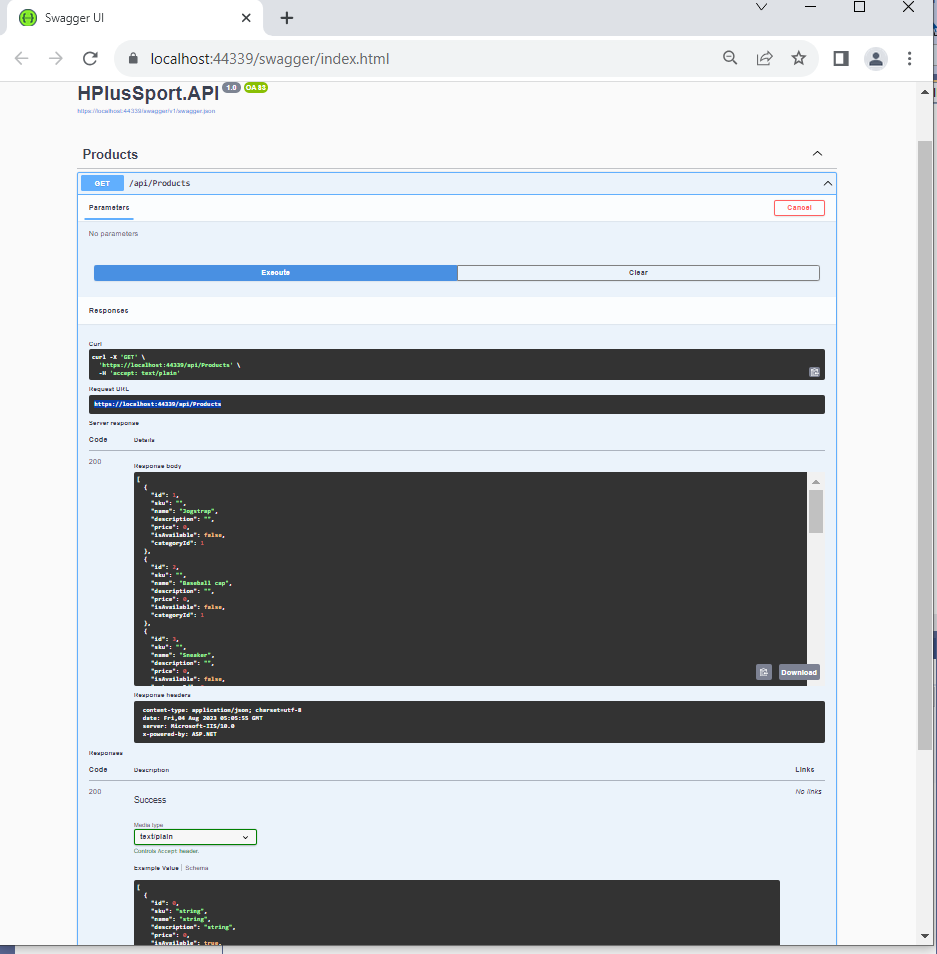 Swagger UI
localhost:44339/swagger/index.html
HPlusSport.API 1.0 OAS3
https://localhost:44339/swagger/v1/swagger.json
Products
GET /api/Products
Parameters Cancel
No parameters
Execute Clear
Responses
Curl
curl -X 'GET' \
'https://localhost:44339/api/Products' \
-H 'accept: text/plain'
Request URL
https://localhost:44339/api/Products
Server response
Code Details
200
Response body
[
{
"id": 1,
"sku": "",
"name": "Jogstrap",
"description": "",
"price": 0,
"isAvailable": false,
"categoryId": 1
},
{
"id": 2,
"sku": "",
"name": "Baseball cap",
"description": "",
"price": 0,
"isAvailable": false,
"categoryId": 1
},
{
"id": 3,
"sku": "",
"name": "Sneaker",
"description": "",
"price": 0,
"isAvailable": false,
Download
Response headers
content-type: application/json; charset=utf-8
date: Fri,04 Aug 2023 05:05:55 GMT
server: Microsoft-IIS/10.0
x-powered-by: ASP.NET
Responses
Code Description Links
200 No links
Success
Media type
text/plain
Controls Accept header.
Example Value | Schema
[
{
"id": 0,
"sku": "string",
"name": "string",
"description": "string",
"price": 0,
"isAvailable": true,